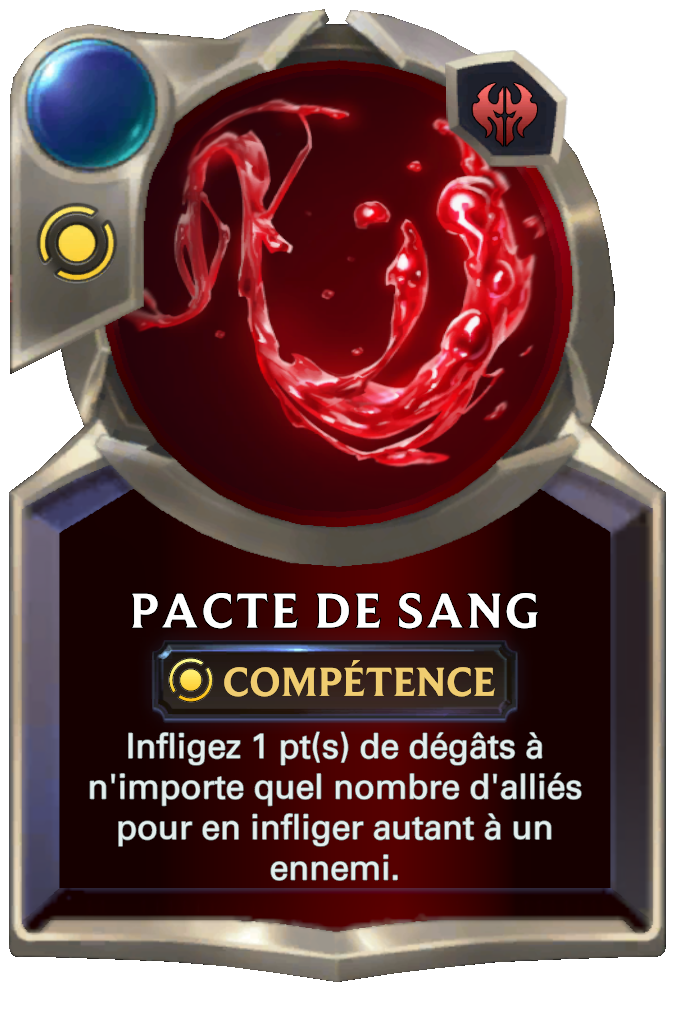 PACTE DE SANG
COMPÉTENCE
Infligez 1 pt(s) de dégâts à
n'importe quel nombre d'alliés
pour en infliger autant à un
ennemi.